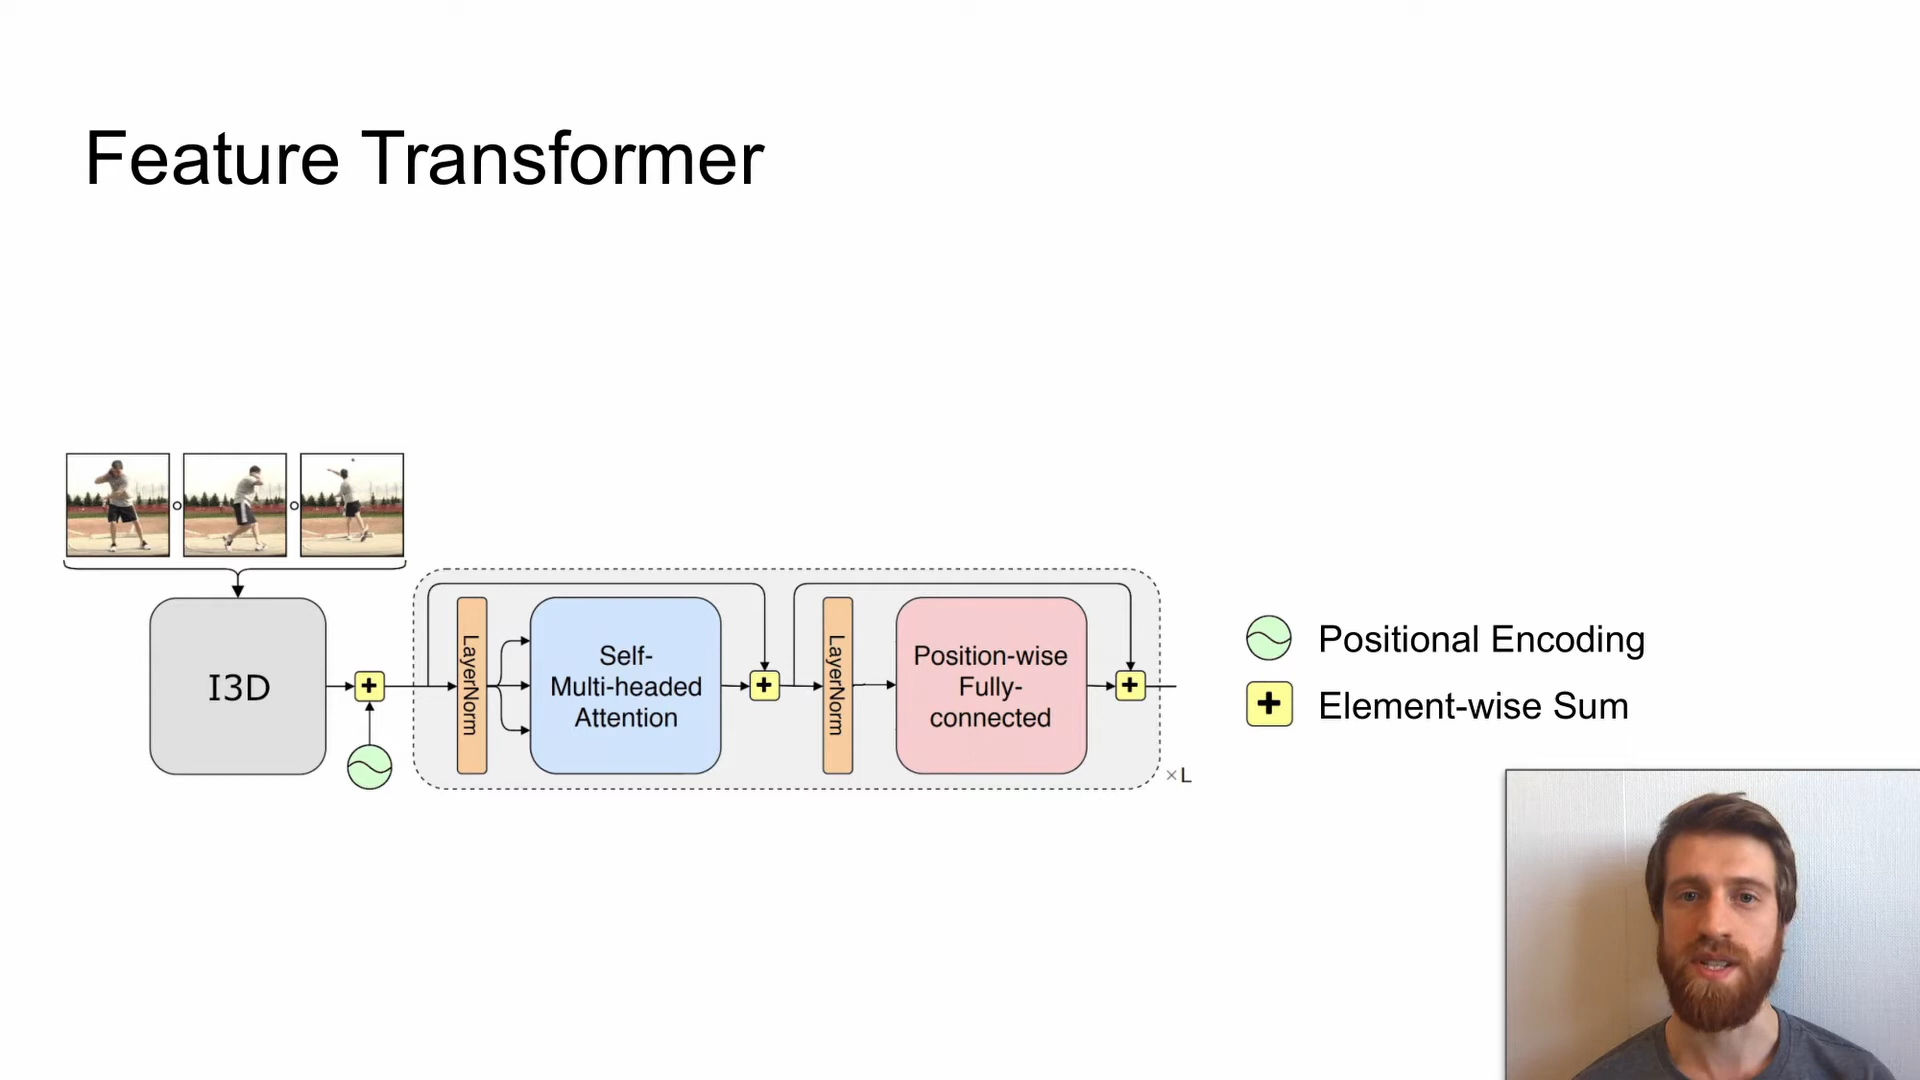 Feature Transformer
I3D
LayerNorm
Self-
Multi-headed
Attention
LayerNorm
Position-wise
Fully-
connected
×L
Positional Encoding
Element-wise Sum